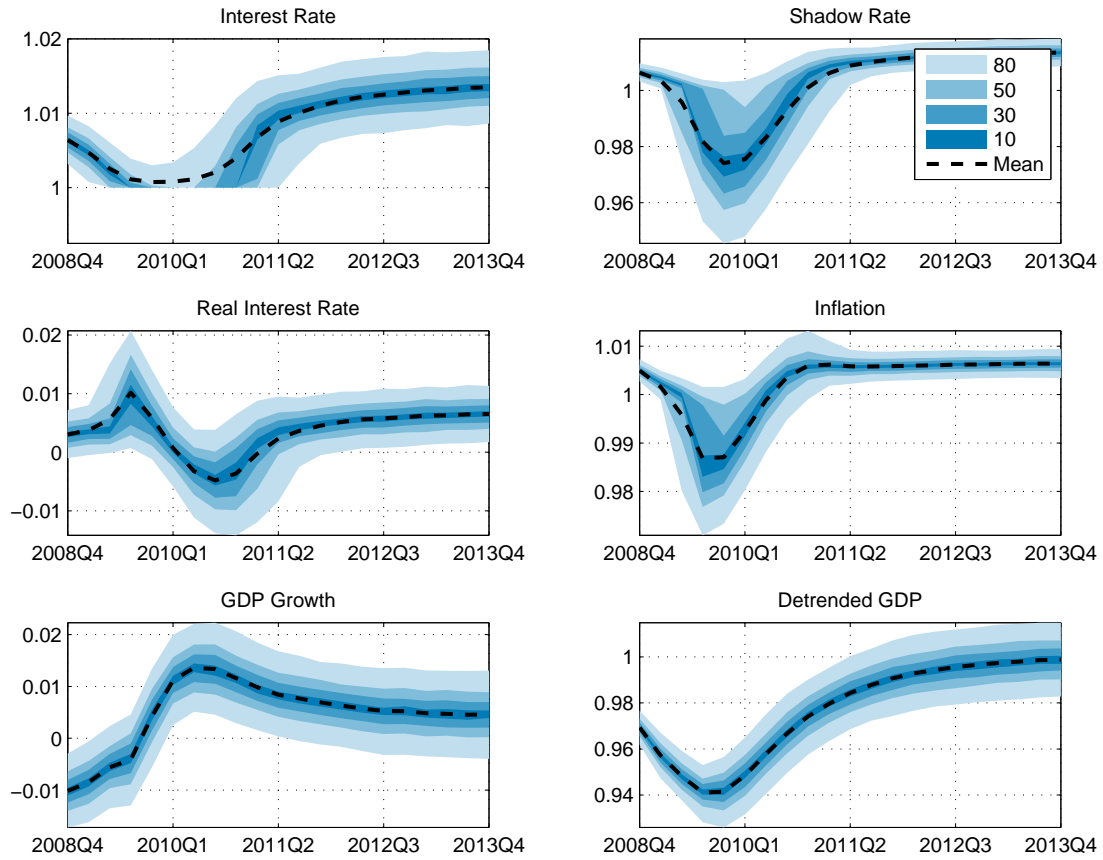 Interest Rate
1.02
1.01
1
2008Q4 2010Q1 2011Q2 2012Q3 2013Q4
Shadow Rate
1
0.98
0.96
80
50
30
10
Mean
2008Q4 2010Q1 2011Q2 2012Q3 2013Q4
Real Interest Rate
0.02
0.01
0
−0.01
2008Q4 2010Q1 2011Q2 2012Q3 2013Q4
Inflation
1.01
1
0.99
0.98
2008Q4 2010Q1 2011Q2 2012Q3 2013Q4
GDP Growth
0.02
0.01
0
−0.01
2008Q4 2010Q1 2011Q2 2012Q3 2013Q4
Detrended GDP
1
0.98
0.96
0.94
2008Q4 2010Q1 2011Q2 2012Q3 2013Q4